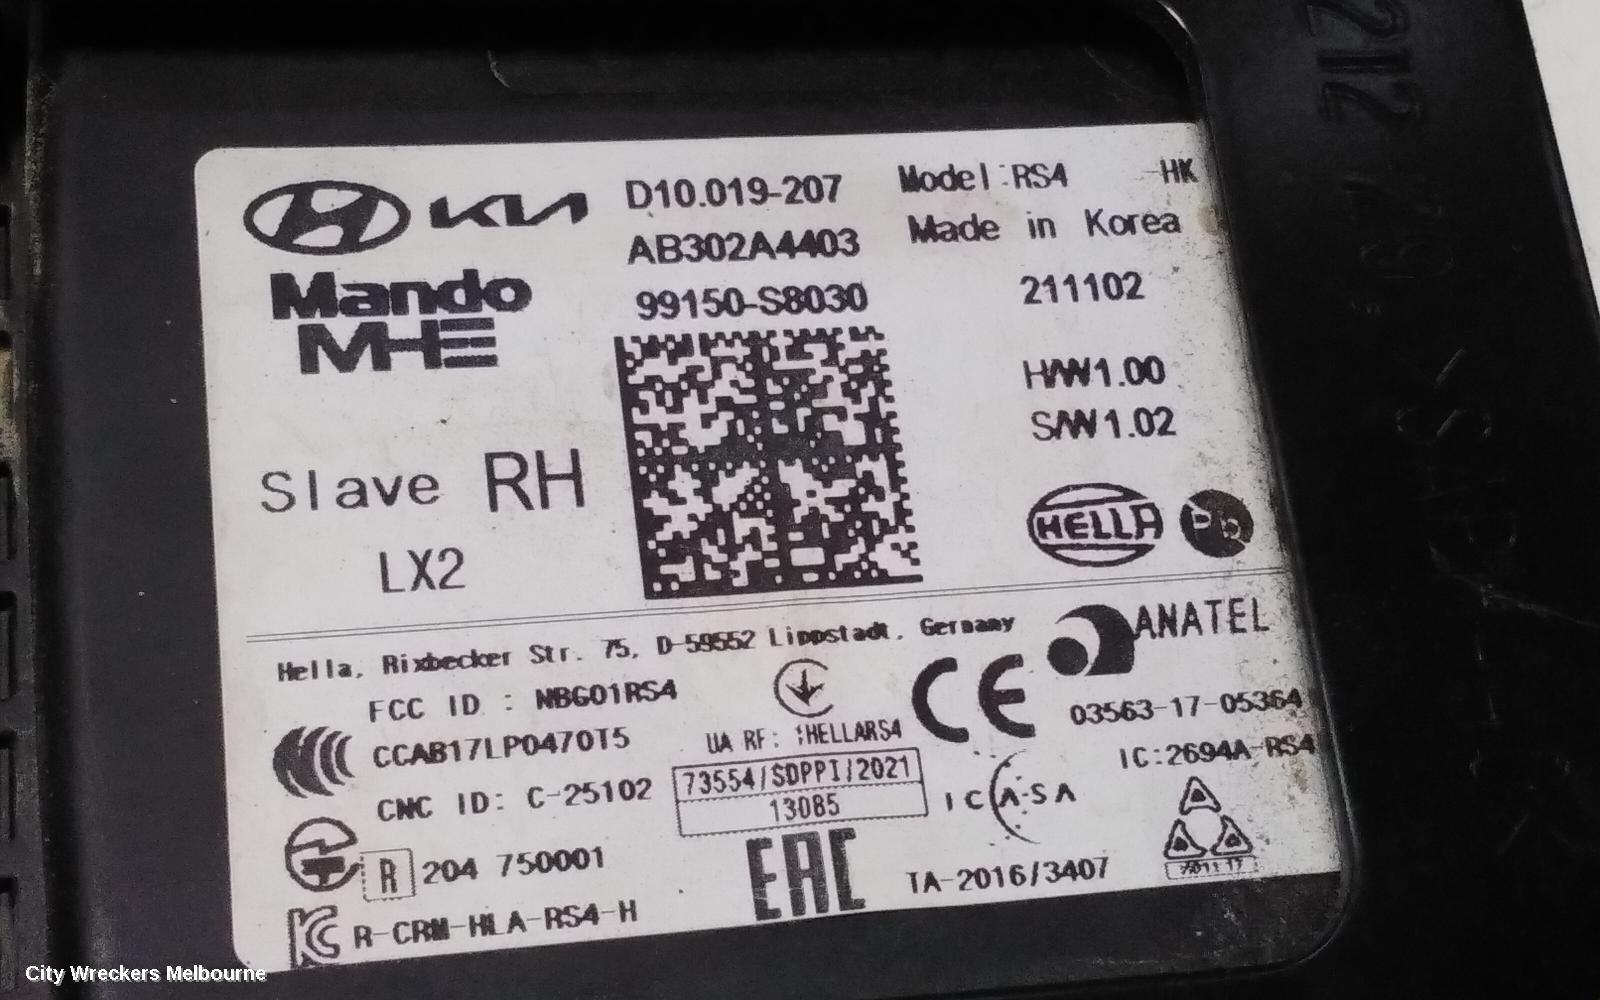 KIA
D10.019-207
Model:RS4 -HK
AB302A4403
Made in Korea
Mando
MHE
99150-S8030
211102
H/W1.00
S/W1.02
Slave RH
LX2
HELLA
Pb
Hella, Rixbecker Str. 75, D-59552 Lippstadt, Germany
ANATEL
FCC ID : NBG01RS4
CE
03563-17-05364
CCAB17LP0470T5
UA RF: 1HELLARS4
IC:2694A-RS4
CNC ID: C-25102
73554/SDPPI/2021
13085
ICASA
R 204 750001
EAC
TA-2016/3407
R-CRM-HLA-RS4-H
City Wreckers Melbourne